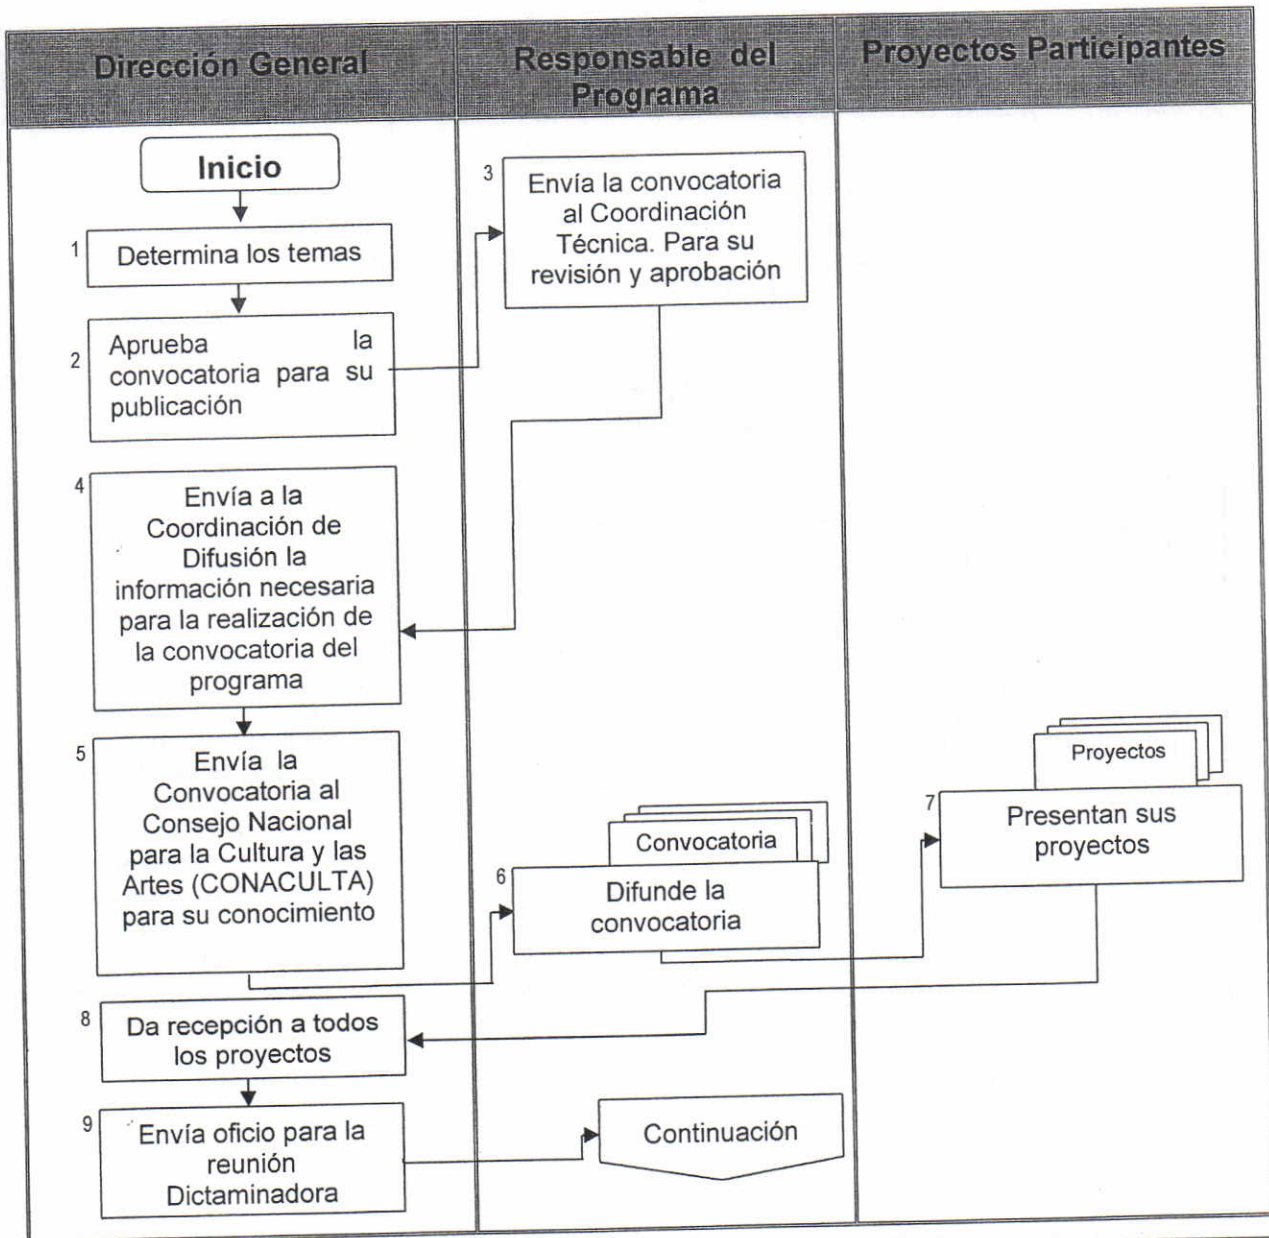 Dirección General
Responsable del
Programa
Proyectos Participantes
Inicio
1
Determina los temas
2
Aprueba la
convocatoria para su
publicación
3
Envía la convocatoria
al Coordinación
Técnica. Para su
revisión y aprobación
4
Envía a la
Coordinación de
Difusión la
información necesaria
para la realización de
la convocatoria del
programa
5
Envía la
Convocatoria al
Consejo Nacional
para la Cultura y las
Artes (CONACULTA)
para su conocimiento
Convocatoria
6
Difunde la
convocatoria
Proyectos
7
Presentan sus
proyectos
8
Da recepción a todos
los proyectos
9
Envía oficio para la
reunión
Dictaminadora
Continuación